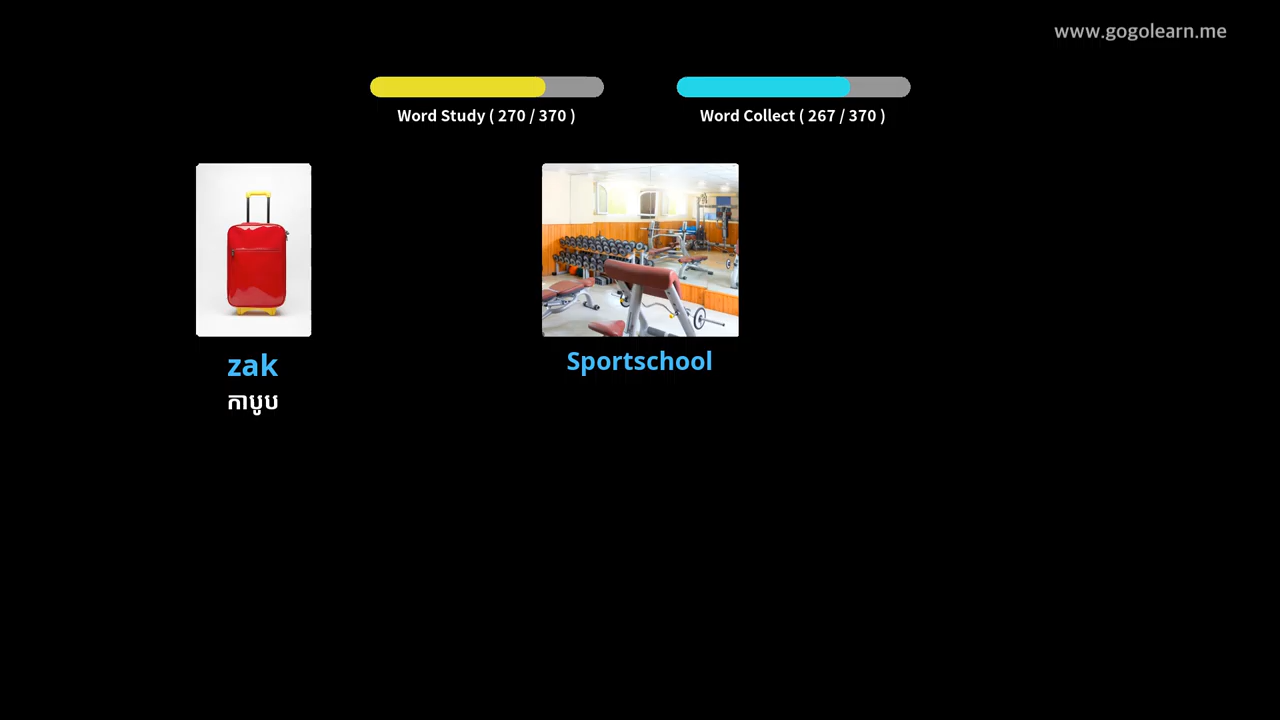 www.gogolearn.me
Word Study ( 270 / 370 )
Word Collect ( 267 / 370 )
zak
កាបូប
Sportschool